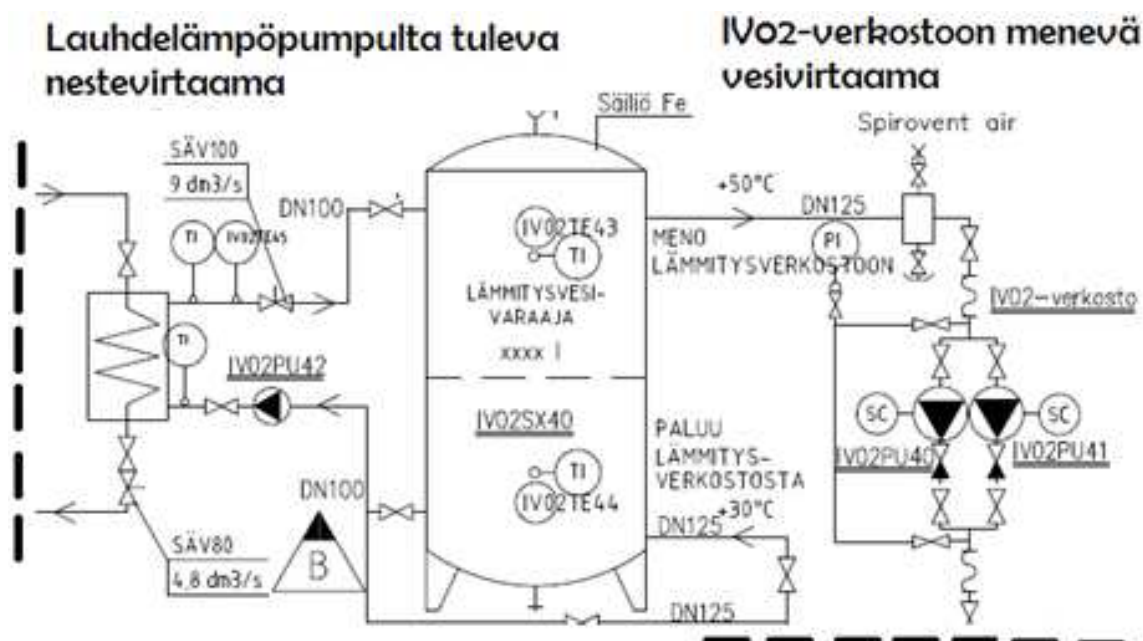 Lauhdelämpöpumpulta tuleva
nestevirtaama
IV02-verkostoon menevä
vesivirtaama
Säiliö Fe
Spirovent air
SÄV100
9 dm3/s
DN100
TI
IV02TE45
+50°C
DN125
PI
MENO
LÄMMITYSVERKOSTOON
IV02TE43
TI
LÄMMITYSVESI-
VARAAJA
xxxx l
IV02-verkosto
TI
IV02PU42
IV02SX40
SC
SC
IV02PU40
IV02PU41
PALUU
LÄMMITYS-
VERKOSTOSTA
TI
IV02TE44
DN100
+30°C
DN125
B
SÄV80
4,8 dm3/s
DN125